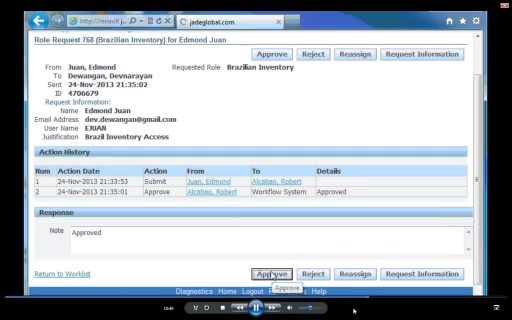 http://renault.j...
jadeglobal.com
Role Request 768 (Brazilian Inventory) for Edmond Juan
Approve Reject Reassign Request Information
From Juan, Edmond Requested Role Brazilian Inventory
To Dewangan, Devnarayan
Sent 24-Nov-2013 21:35:02
ID 4706679
Request Information:
Name Edmond Juan
Email Address dev.dewangan@gmail.com
User Name EJUAN
Justification Brazil Inventory Access
Action History
Num Action Date Action From To Details
1 24-Nov-2013 21:33:53 Submit Juan, Edmond Alcabao, Robert
2 24-Nov-2013 21:35:01 Approve Alcabao, Robert Workflow System Approved
Response
Note Approved
Return to Worklist Approve Reject Reassign Request Information
Approve
Diagnostics Home Logout Help